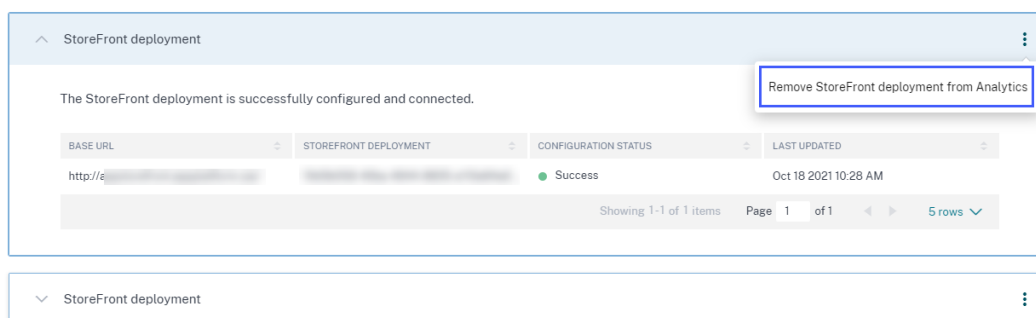 StoreFront deployment
Remove StoreFront deployment from Analytics
The StoreFront deployment is successfully configured and connected.
BASE URL STOREFRONT DEPLOYMENT CONFIGURATION STATUS LAST UPDATED
http://a Success Oct 18 2021 10:28 AM
Showing 1-1 of 1 items Page 1 of 1 5 rows
StoreFront deployment